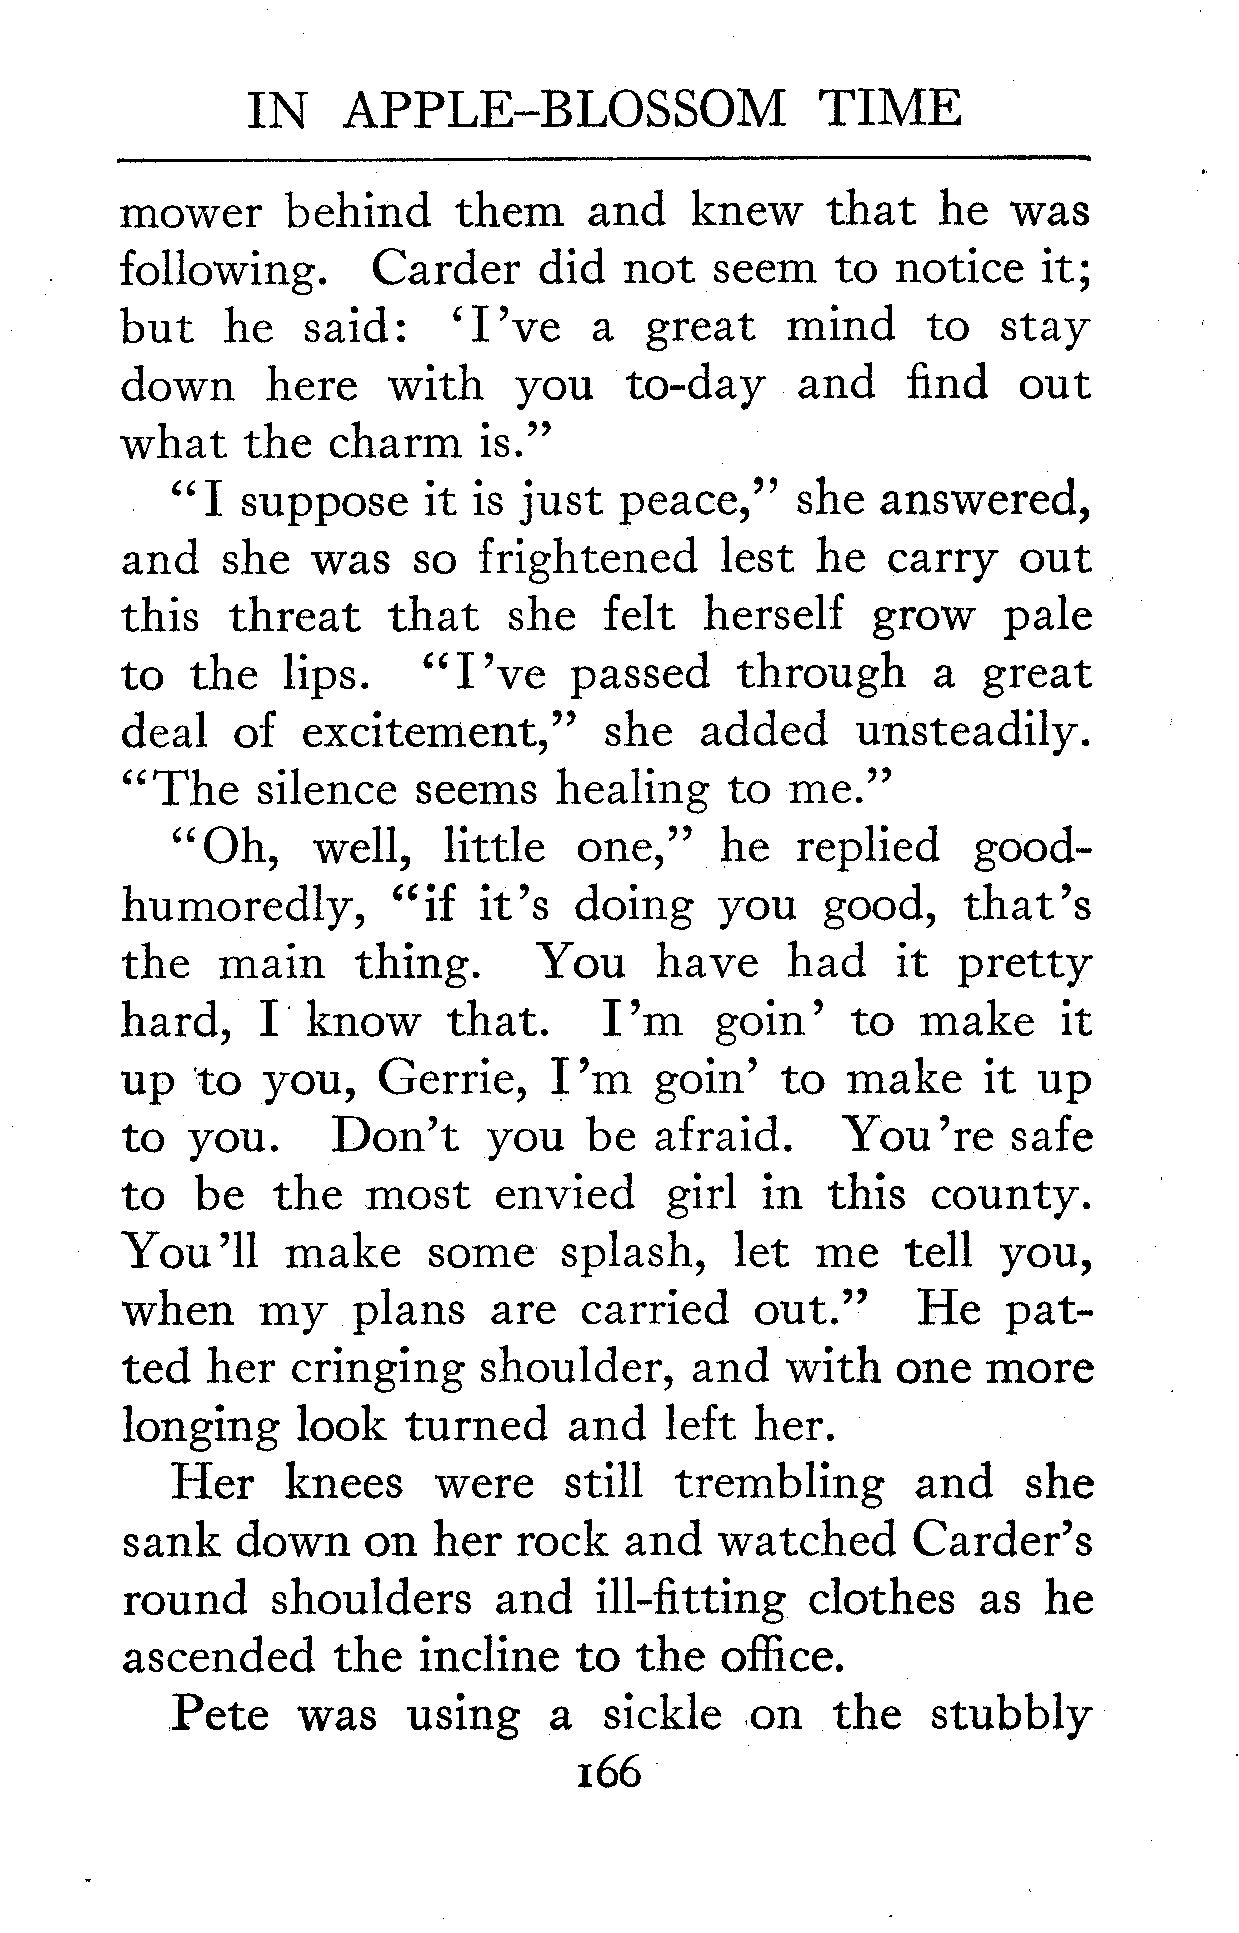 IN APPLE-BLOSSOM TIME
mower behind them and knew that he was
following. Carder did not seem to notice it;
but he said: ‘I’ve a great mind to stay
down here with you to-day and find out
what the charm is.”
“I suppose it is just peace,” she answered,
and she was so frightened lest he carry out
this threat that she felt herself grow pale
to the lips. “I’ve passed through a great
deal of excitement,” she added unsteadily.
“The silence seems healing to me.”
“Oh, well, little one,” he replied good-
humoredly, “if it’s doing you good, that’s
the main thing. You have had it pretty
hard, I know that. I’m goin’ to make it
up to you, Gerrie, I’m goin’ to make it up
to you. Don’t you be afraid. You’re safe
to be the most envied girl in this county.
You’ll make some splash, let me tell you,
when my plans are carried out.” He pat-
ted her cringing shoulder, and with one more
longing look turned and left her.
Her knees were still trembling and she
sank down on her rock and watched Carder’s
round shoulders and ill-fitting clothes as he
ascended the incline to the office.
Pete was using a sickle on the stubbly
166